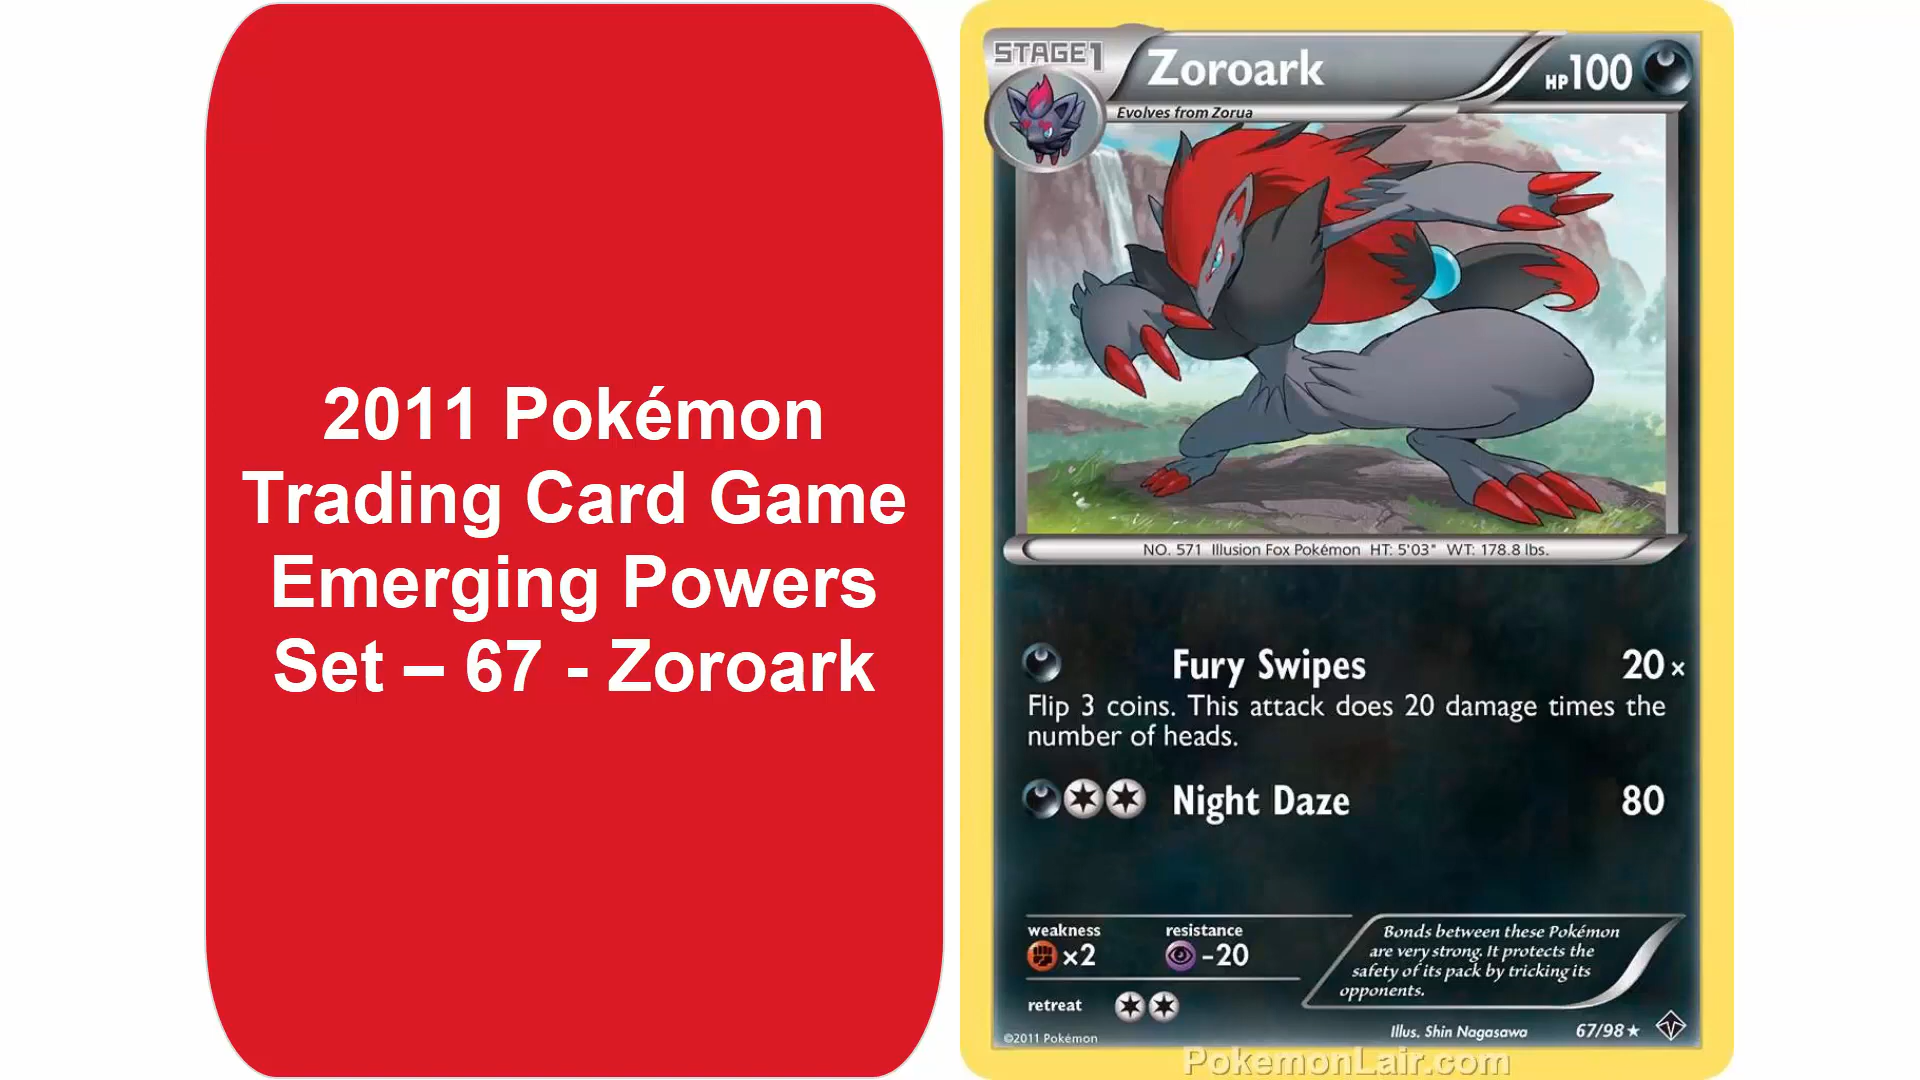 2011 Pokémon
Trading Card Game
Emerging Powers
Set – 67 - Zoroark
STAGE1
Zoroark
HP100
Evolves from Zorua
NO. 571 Illusion Fox Pokémon HT: 5'03" WT: 178.8 lbs.
Fury Swipes 20×
Flip 3 coins. This attack does 20 damage times the
number of heads.
Night Daze 80
weakness resistance
×2 -20
retreat
Bonds between these Pokémon
are very strong. It protects the
safety of its pack by tricking its
opponents.
Illus. Shin Nagasawa 67/98★
©2011 Pokémon
PokemonLair.com